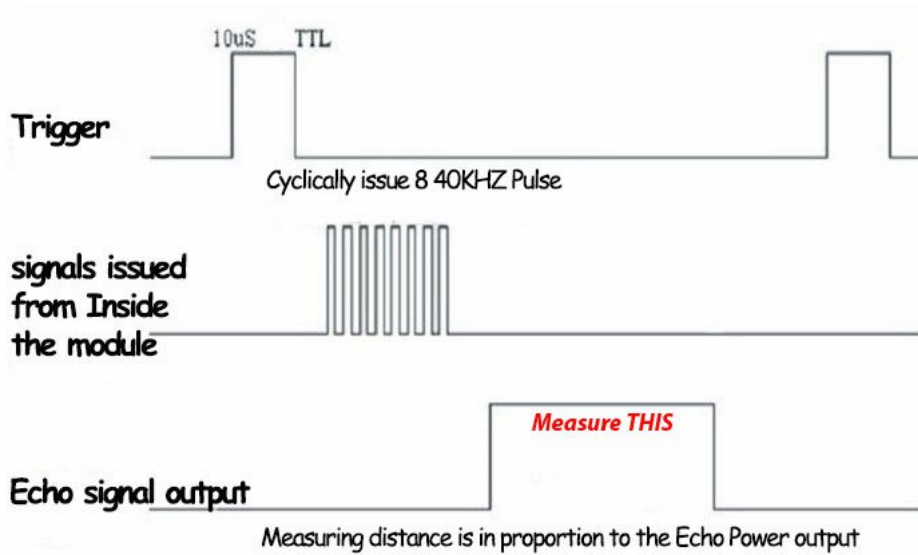 10uS TTL
Trigger
Cyclically issue 8 40KHZ Pulse
signals issued
from Inside
the module
Measure THIS
Echo signal output
Measuring distance is in proportion to the Echo Power output